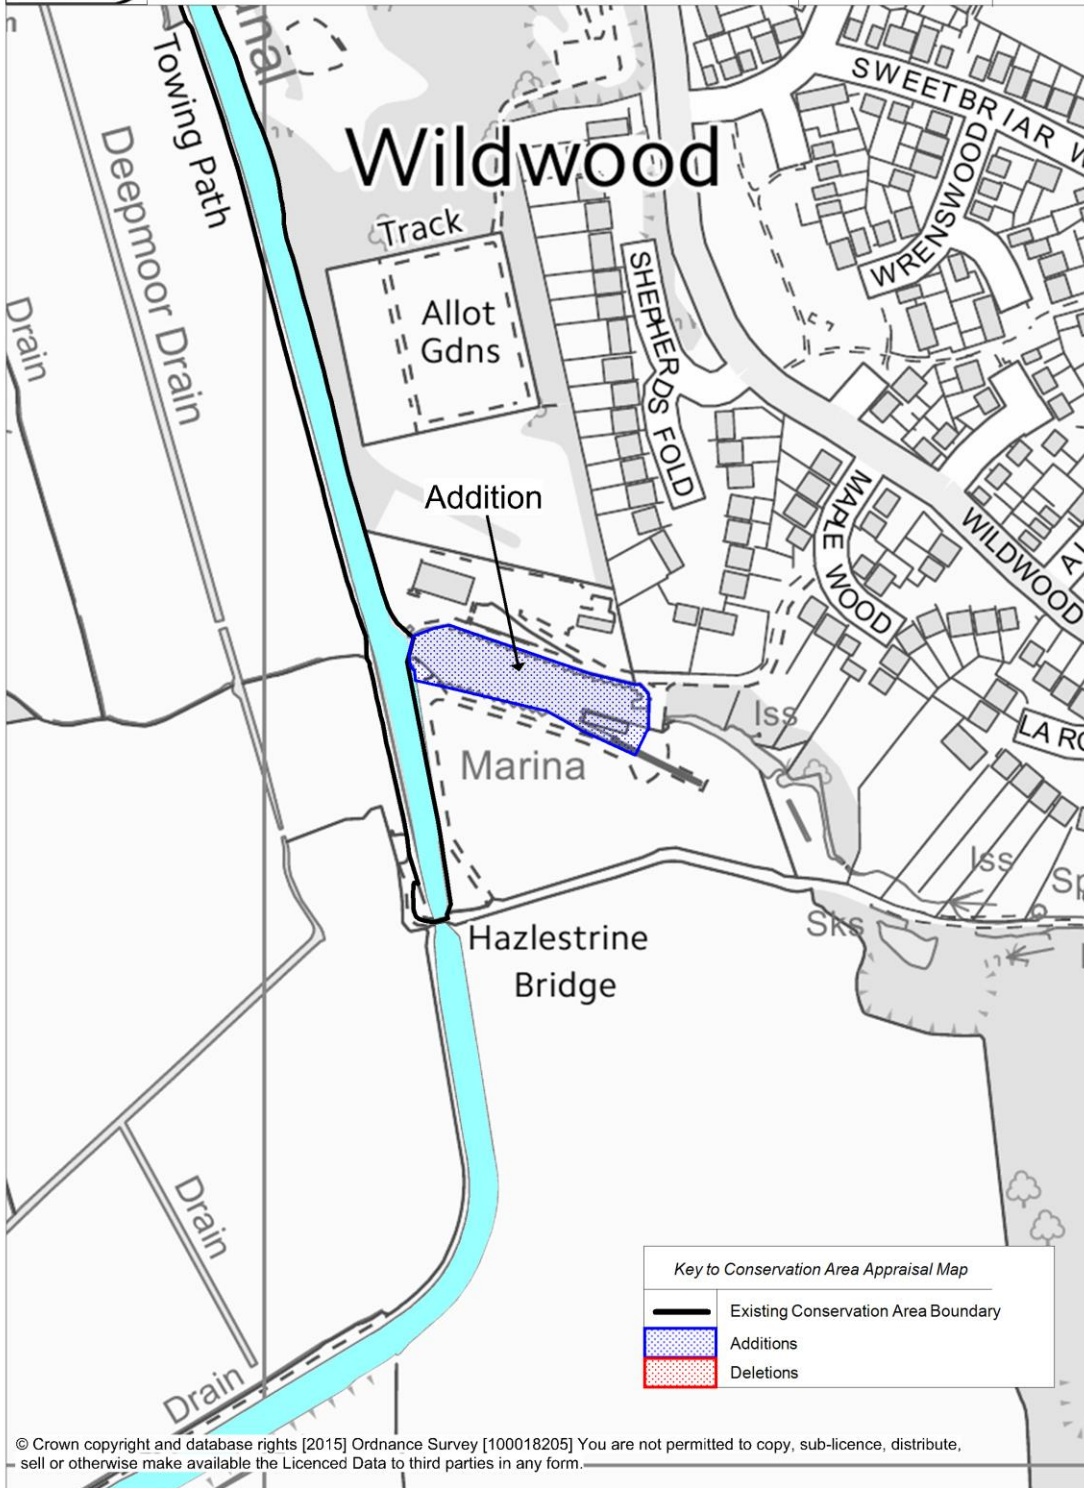 Towing Path
Deepmoor Drain
Drain
Wildwood
Track
Allot
Gdns
SHEPHERDS FOLD
SWEETBRIAR
WRENSWOOD
MAPLE WOOD
WILDWOOD
Addition
Marina
Iss
Iss
Sks
Hazlestrine
Bridge
Drain
Drain
Key to Conservation Area Appraisal Map
Existing Conservation Area Boundary
Additions
Deletions
© Crown copyright and database rights [2015] Ordnance Survey [100018205] You are not permitted to copy, sub-licence, distribute,
sell or otherwise make available the Licenced Data to third parties in any form.